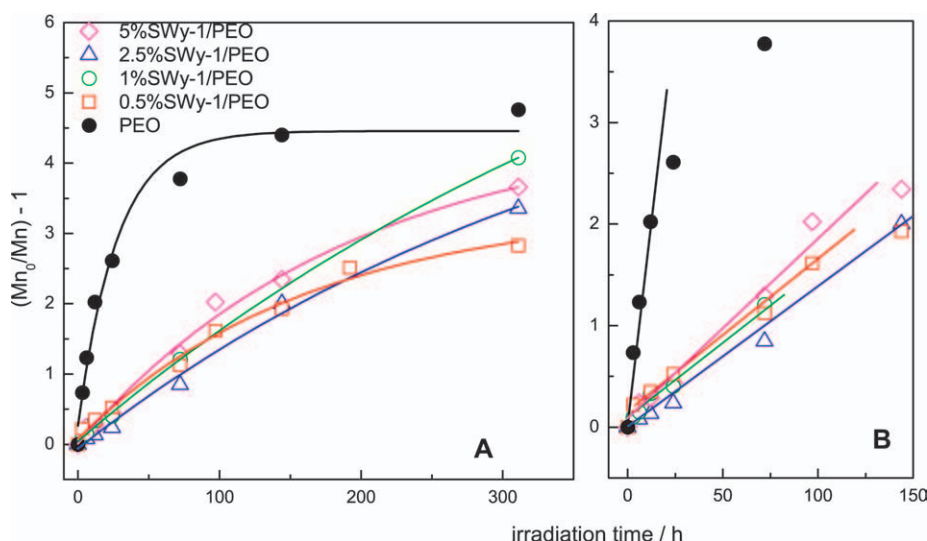 6
5
4
3
2
1
0
(Mn₀/Mn) - 1
5%SWy-1/PEO
2.5%SWy-1/PEO
1%SWy-1/PEO
0.5%SWy-1/PEO
PEO
A
0 100 200 300
4
3
2
1
0
B
0 50 100 150
irradiation time / h